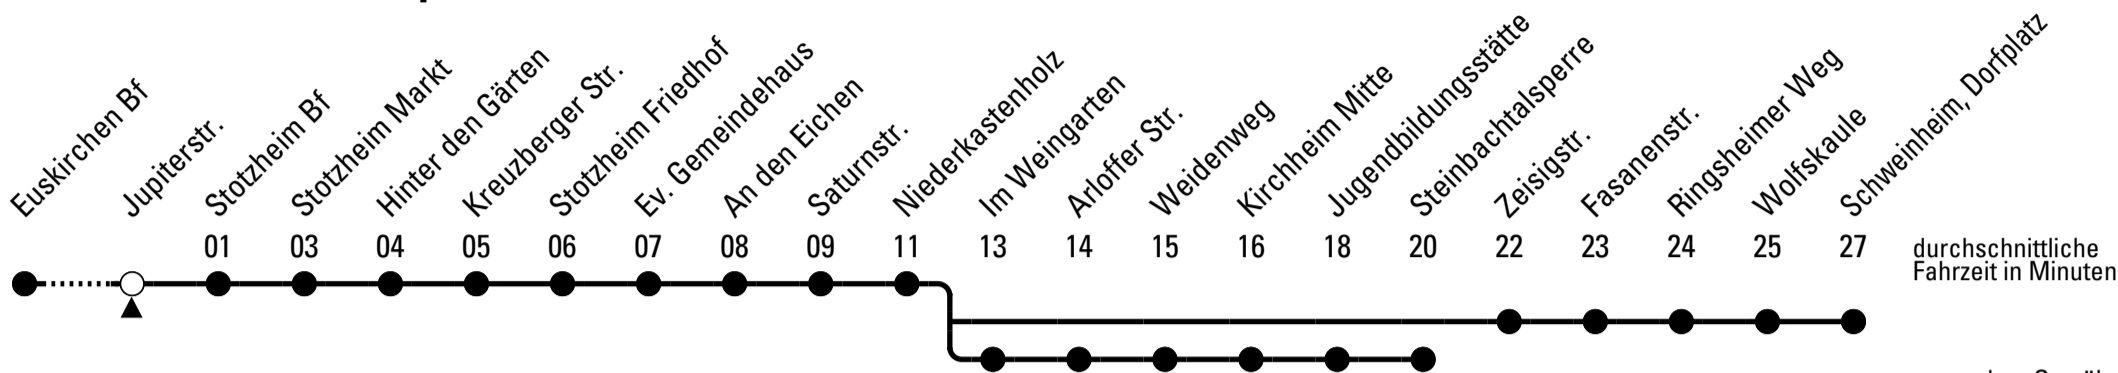 Euskirchen Bf
Jupiterstr.
Stotzheim Bf
Stotzheim Markt
Hinter den Gärten
Kreuzberger Str.
Stotzheim Friedhof
Ev. Gemeindehaus
An den Eichen
Saturnstr.
Niederkastenholz
Im Weingarten
Arloffer Str.
Weidenweg
Kirchheim Mitte
Jugendbildungsstätte
Steinbachtalsperre
Zeisigstr.
Fasanenstr.
Ringsheimer Weg
Wolfskaule
Schweinheim, Dorfplatz
01 03 04 05 06 07 08 09 11 13 14 15 16 18 20 22 23 24 25 27 durchschnittliche
Fahrzeit in Minuten